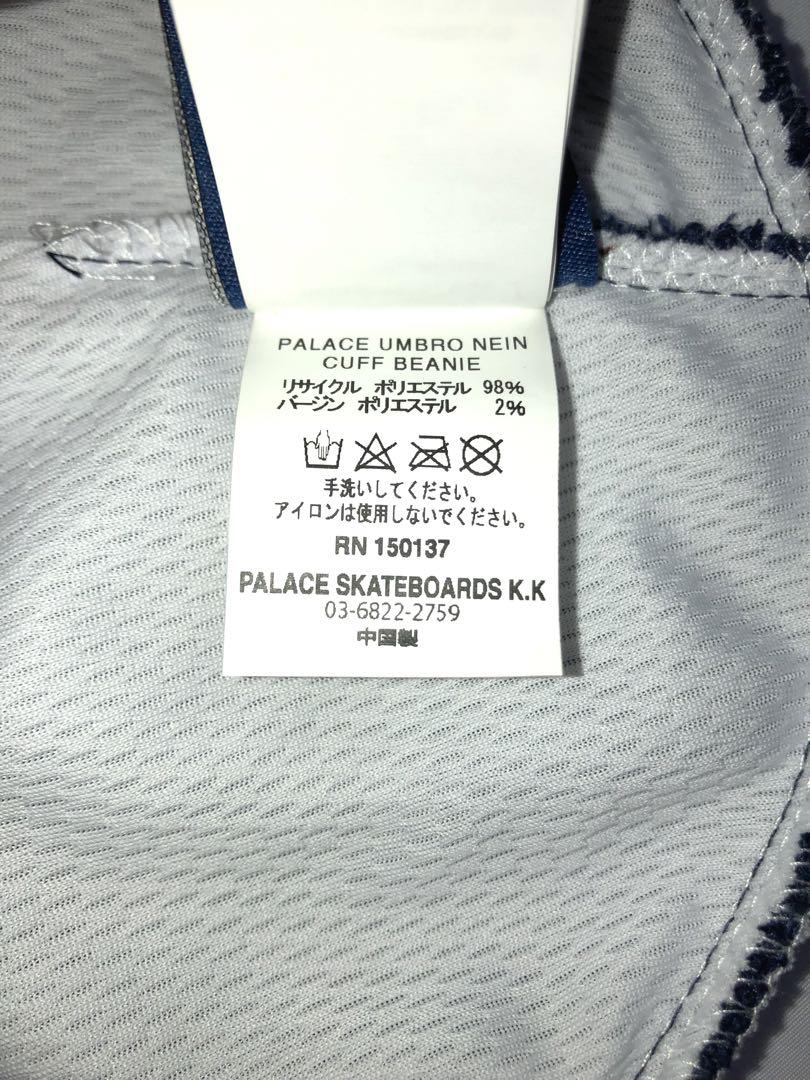 PALACE UMBRO NEIN
CUFF BEANIE
リサイクル ポリエステル 98%
バージン ポリエステル 2%
手洗いしてください。
アイロンは使用しないでください。
RN 150137
PALACE SKATEBOARDS K.K
03-6822-2759
中国製